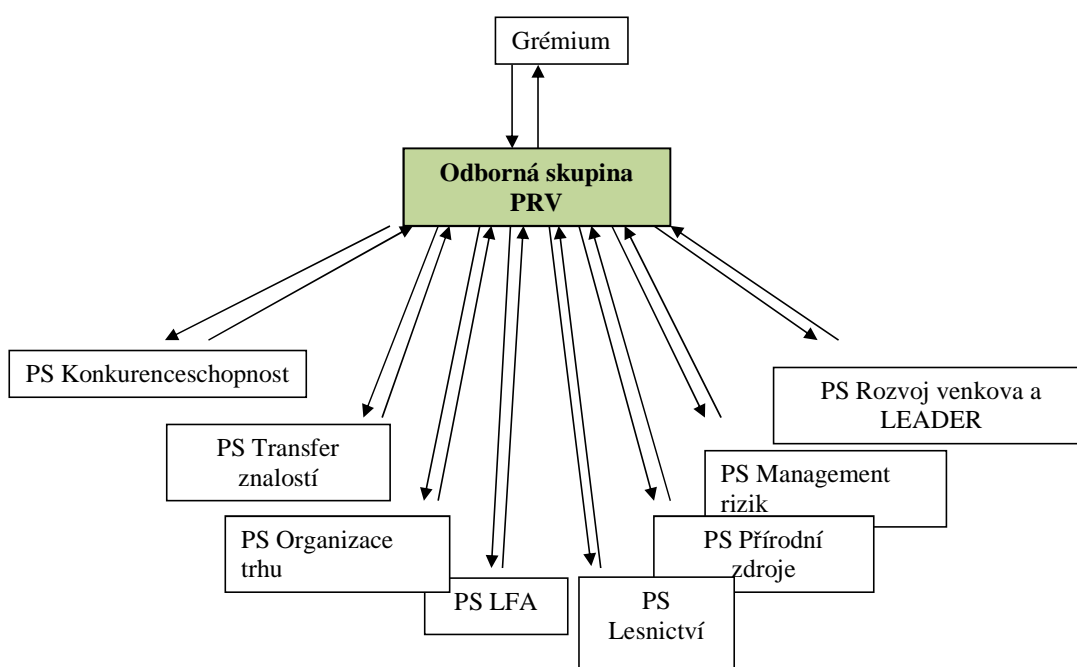 Grémium
Odborná skupina
PRV
PS Konkurenceschopnost
PS Rozvoj venkova a
LEADER
PS Transfer
znalostí
PS Management
rizik
PS Organizace
trhu
PS Přírodní
zdroje
PS LFA
PS
Lesnictví